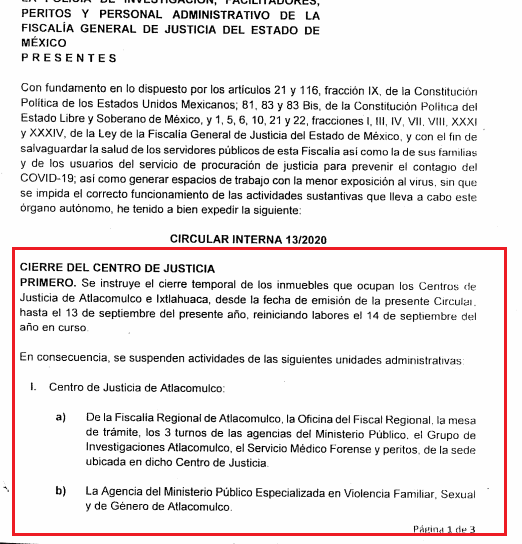 LA POLICÍA DE INVESTIGACIÓN, FACILITADORES,
PERITOS Y PERSONAL ADMINISTRATIVO DE LA
FISCALÍA GENERAL DE JUSTICIA DEL ESTADO DE
MÉXICO
P R E S E N T E S
Con fundamento en lo dispuesto por los artículos 21 y 116, fracción IX, de la Constitución
Política de los Estados Unidos Mexicanos; 81, 83 y 83 Bis, de la Constitución Política del
Estado Libre y Soberano de México, y 1, 5, 6, 10, 21 y 22, fracciones I, III, IV, VII, VIII, XXXI
y XXXIV, de la Ley de la Fiscalía General de Justicia del Estado de México, y con el fin de
salvaguardar la salud de los servidores públicos de esta Fiscalía así como la de sus familias
y de los usuarios del servicio de procuración de justicia para prevenir el contagio del
COVID-19; así como generar espacios de trabajo con la menor exposición al virus, sin que
se impida el correcto funcionamiento de las actividades sustantivas que lleva a cabo este
órgano autónomo, he tenido a bien expedir la siguiente:
CIRCULAR INTERNA 13/2020
CIERRE DEL CENTRO DE JUSTICIA
PRIMERO. Se instruye el cierre temporal de los inmuebles que ocupan los Centros de
Justicia de Atlacomulco e Ixtlahuaca, desde la fecha de emisión de la presente Circular,
hasta el 13 de septiembre del presente año, reiniciando labores el 14 de septiembre del
año en curso.
En consecuencia, se suspenden actividades de las siguientes unidades administrativas:
I. Centro de Justicia de Atlacomulco:
a) De la Fiscalía Regional de Atlacomulco, la Oficina del Fiscal Regional, la mesa
de trámite, los 3 turnos de las agencias del Ministerio Público, el Grupo de
Investigaciones Atlacomulco, el Servicio Médico Forense y peritos, de la sede
ubicada en dicho Centro de Justicia.
b) La Agencia del Ministerio Público Especializada en Violencia Familiar, Sexual
y de Género de Atlacomulco.
Página 1 de 3